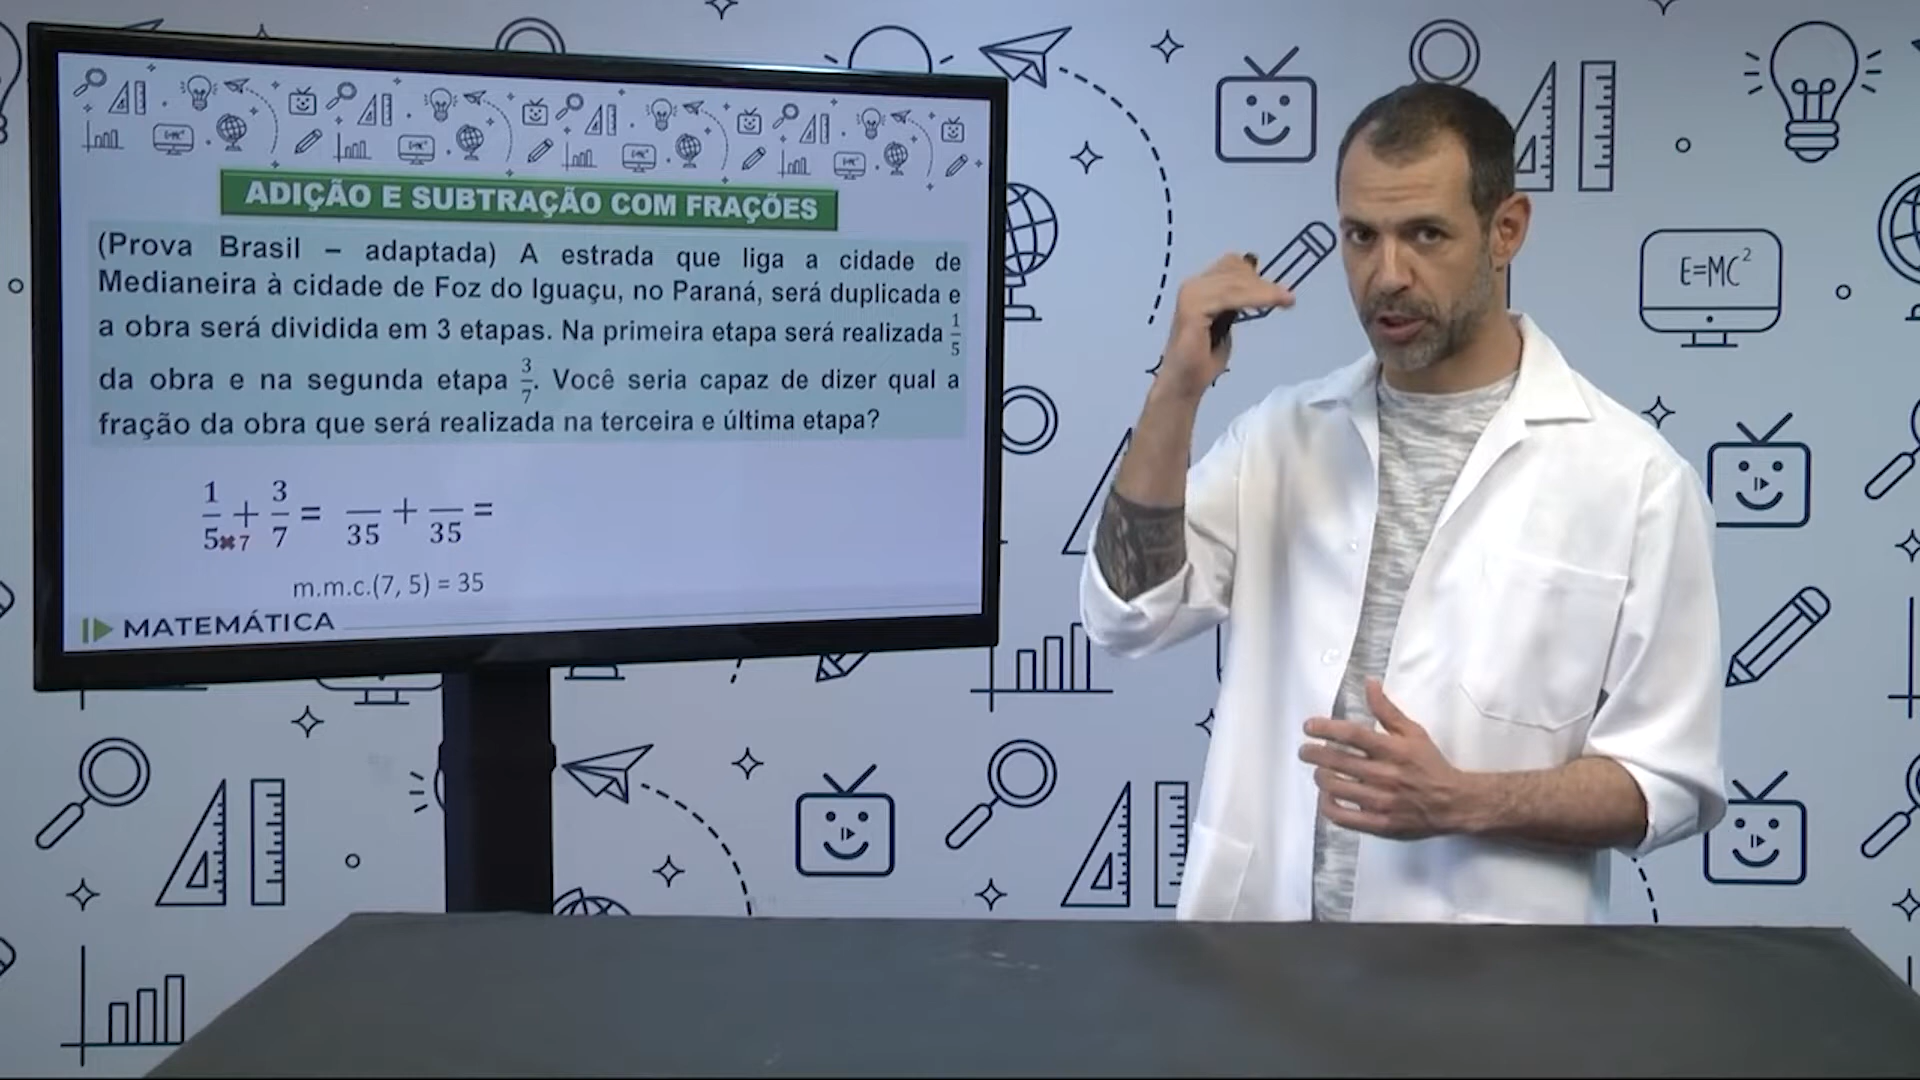 ADIÇÃO E SUBTRAÇÃO COM FRAÇÕES
(Prova Brasil – adaptada) A estrada que liga a cidade de
Medianeira à cidade de Foz do Iguaçu, no Paraná, será duplicada e
a obra será dividida em 3 etapas. Na primeira etapa será realizada 1/5
da obra e na segunda etapa 3/7. Você seria capaz de dizer qual a
fração da obra que será realizada na terceira e última etapa?
1/5 ×7 + 3/7 = /35 + /35 =
m.m.c.(7, 5) = 35
MATEMÁTICA
E=MC²